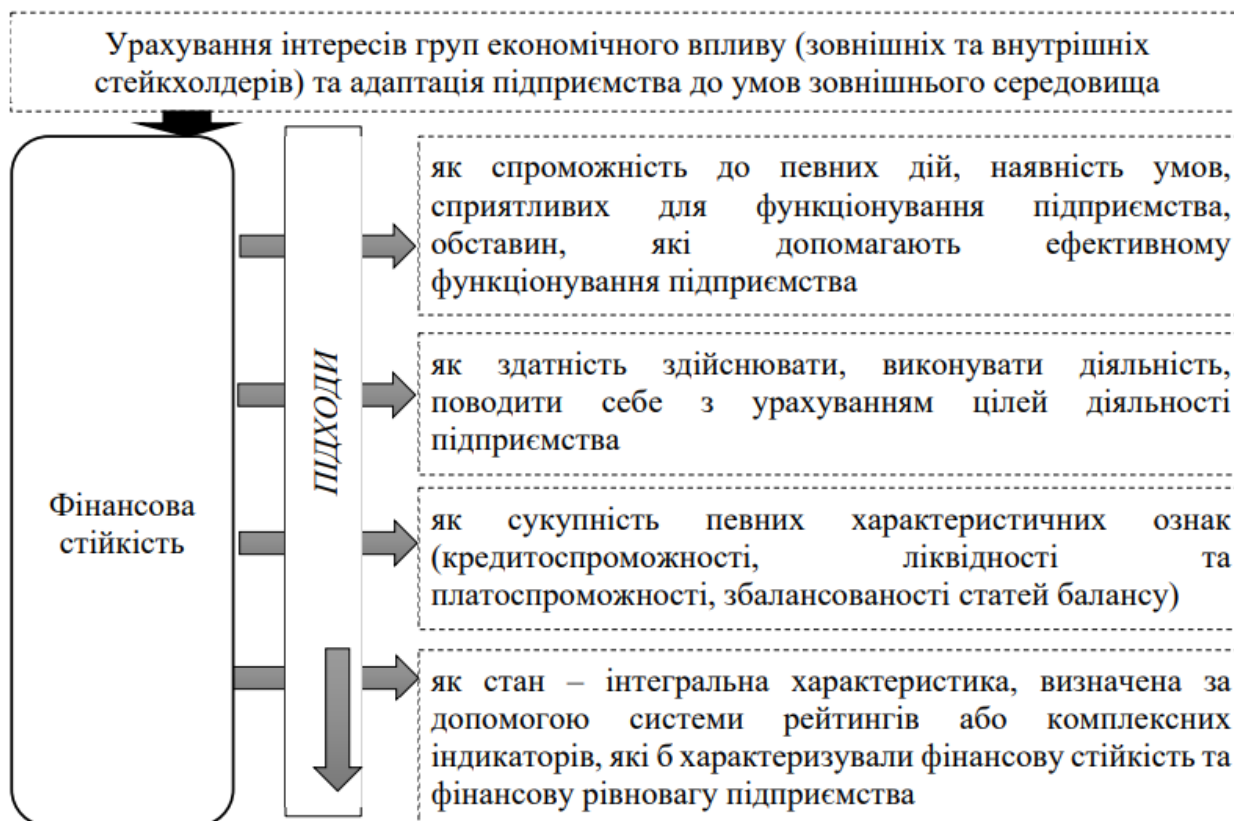 Урахування інтересів груп економічного впливу (зовнішніх та внутрішніх
стейкхолдерів) та адаптація підприємства до умов зовнішнього середовища
Фінансова
стійкість
ПІДХОДИ
як спроможність до певних дій, наявність умов,
сприятливих для функціонування підприємства,
обставин, які допомагають ефективному
функціонування підприємства
як здатність здійснювати, виконувати діяльність,
поводити себе з урахуванням цілей діяльності
підприємства
як сукупність певних характеристичних ознак
(кредитоспроможності, ліквідності та
платоспроможності, збалансованості статей балансу)
як стан – інтегральна характеристика, визначена за
допомогою системи рейтингів або комплексних
індикаторів, які б характеризували фінансову стійкість та
фінансову рівновагу підприємства